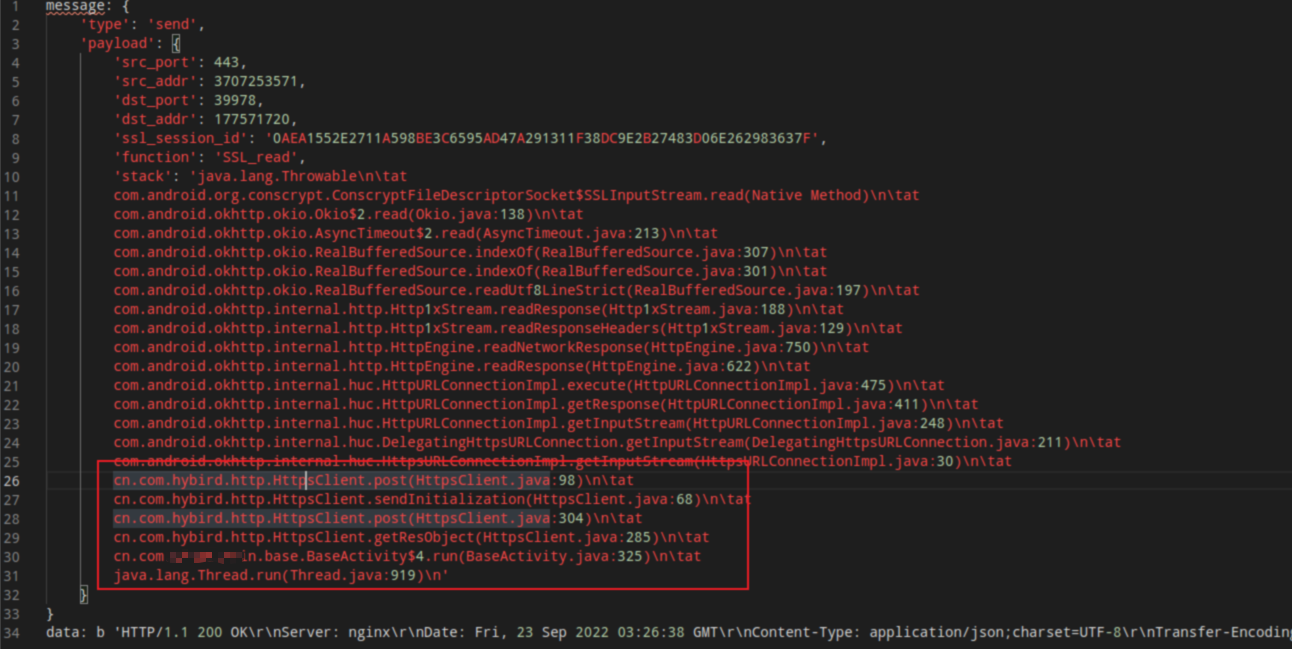 1 message: {
2 'type': 'send',
3 'payload': {
4 'src_port': 443,
5 'src_addr': 3707253571,
6 'dst_port': 39978,
7 'dst_addr': 177571720,
8 'ssl_session_id': '0AEA1552E2711A598BE3C6595AD47A291311F38DC9E2B27483D06E262983637F',
9 'function': 'SSL_read',
10 'stack': 'java.lang.Throwable\n\tat
11 com.android.org.conscrypt.ConscryptFileDescriptorSocket$SSLInputStream.read(Native Method)\n\tat
12 com.android.okhttp.okio.Okio$2.read(Okio.java:138)\n\tat
13 com.android.okhttp.okio.AsyncTimeout$2.read(AsyncTimeout.java:213)\n\tat
14 com.android.okhttp.okio.RealBufferedSource.indexOf(RealBufferedSource.java:307)\n\tat
15 com.android.okhttp.okio.RealBufferedSource.indexOf(RealBufferedSource.java:301)\n\tat
16 com.android.okhttp.okio.RealBufferedSource.readUtf8LineStrict(RealBufferedSource.java:197)\n\tat
17 com.android.okhttp.internal.http.Http1xStream.readResponse(Http1xStream.java:188)\n\tat
18 com.android.okhttp.internal.http.Http1xStream.readResponseHeaders(Http1xStream.java:129)\n\tat
19 com.android.okhttp.internal.http.HttpEngine.readNetworkResponse(HttpEngine.java:750)\n\tat
20 com.android.okhttp.internal.http.HttpEngine.readResponse(HttpEngine.java:622)\n\tat
21 com.android.okhttp.internal.huc.HttpURLConnectionImpl.execute(HttpURLConnectionImpl.java:475)\n\tat
22 com.android.okhttp.internal.huc.HttpURLConnectionImpl.getResponse(HttpURLConnectionImpl.java:411)\n\tat
23 com.android.okhttp.internal.huc.HttpURLConnectionImpl.getInputStream(HttpURLConnectionImpl.java:248)\n\tat
24 com.android.okhttp.internal.huc.DelegatingHttpsURLConnection.getInputStream(DelegatingHttpsURLConnection.java:211)\n\tat
25 com.android.okhttp.internal.huc.HttpsURLConnectionImpl.getInputStream(HttpsURLConnectionImpl.java:30)\n\tat
26 cn.com.hybird.http.HttpsClient.post(HttpsClient.java:98)\n\tat
27 cn.com.hybird.http.HttpsClient.sendInitialization(HttpsClient.java:68)\n\tat
28 cn.com.hybird.http.HttpsClient.post(HttpsClient.java:304)\n\tat
29 cn.com.hybird.http.HttpsClient.getResObject(HttpsClient.java:285)\n\tat
30 cn.com in.base.BaseActivity$4.run(BaseActivity.java:325)\n\tat
31 java.lang.Thread.run(Thread.java:919)\n'
32 }
33 }
34 data: b 'HTTP/1.1 200 OK\r\nServer: nginx\r\nDate: Fri, 23 Sep 2022 03:26:38 GMT\r\nContent-Type: application/json;charset=UTF-8\r\nTransfer-Encoding